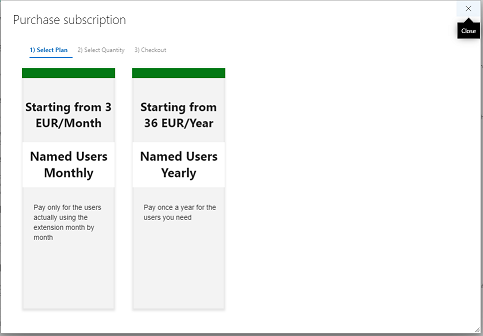 Purchase subscription
Close
1) Select Plan 2) Select Quantity 3) Checkout
Starting from 3
EUR/Month
Named Users
Monthly
Pay only for the users
actually using the
extension month by
month
Starting from
36 EUR/Year
Named Users
Yearly
Pay once a year for the
users you need